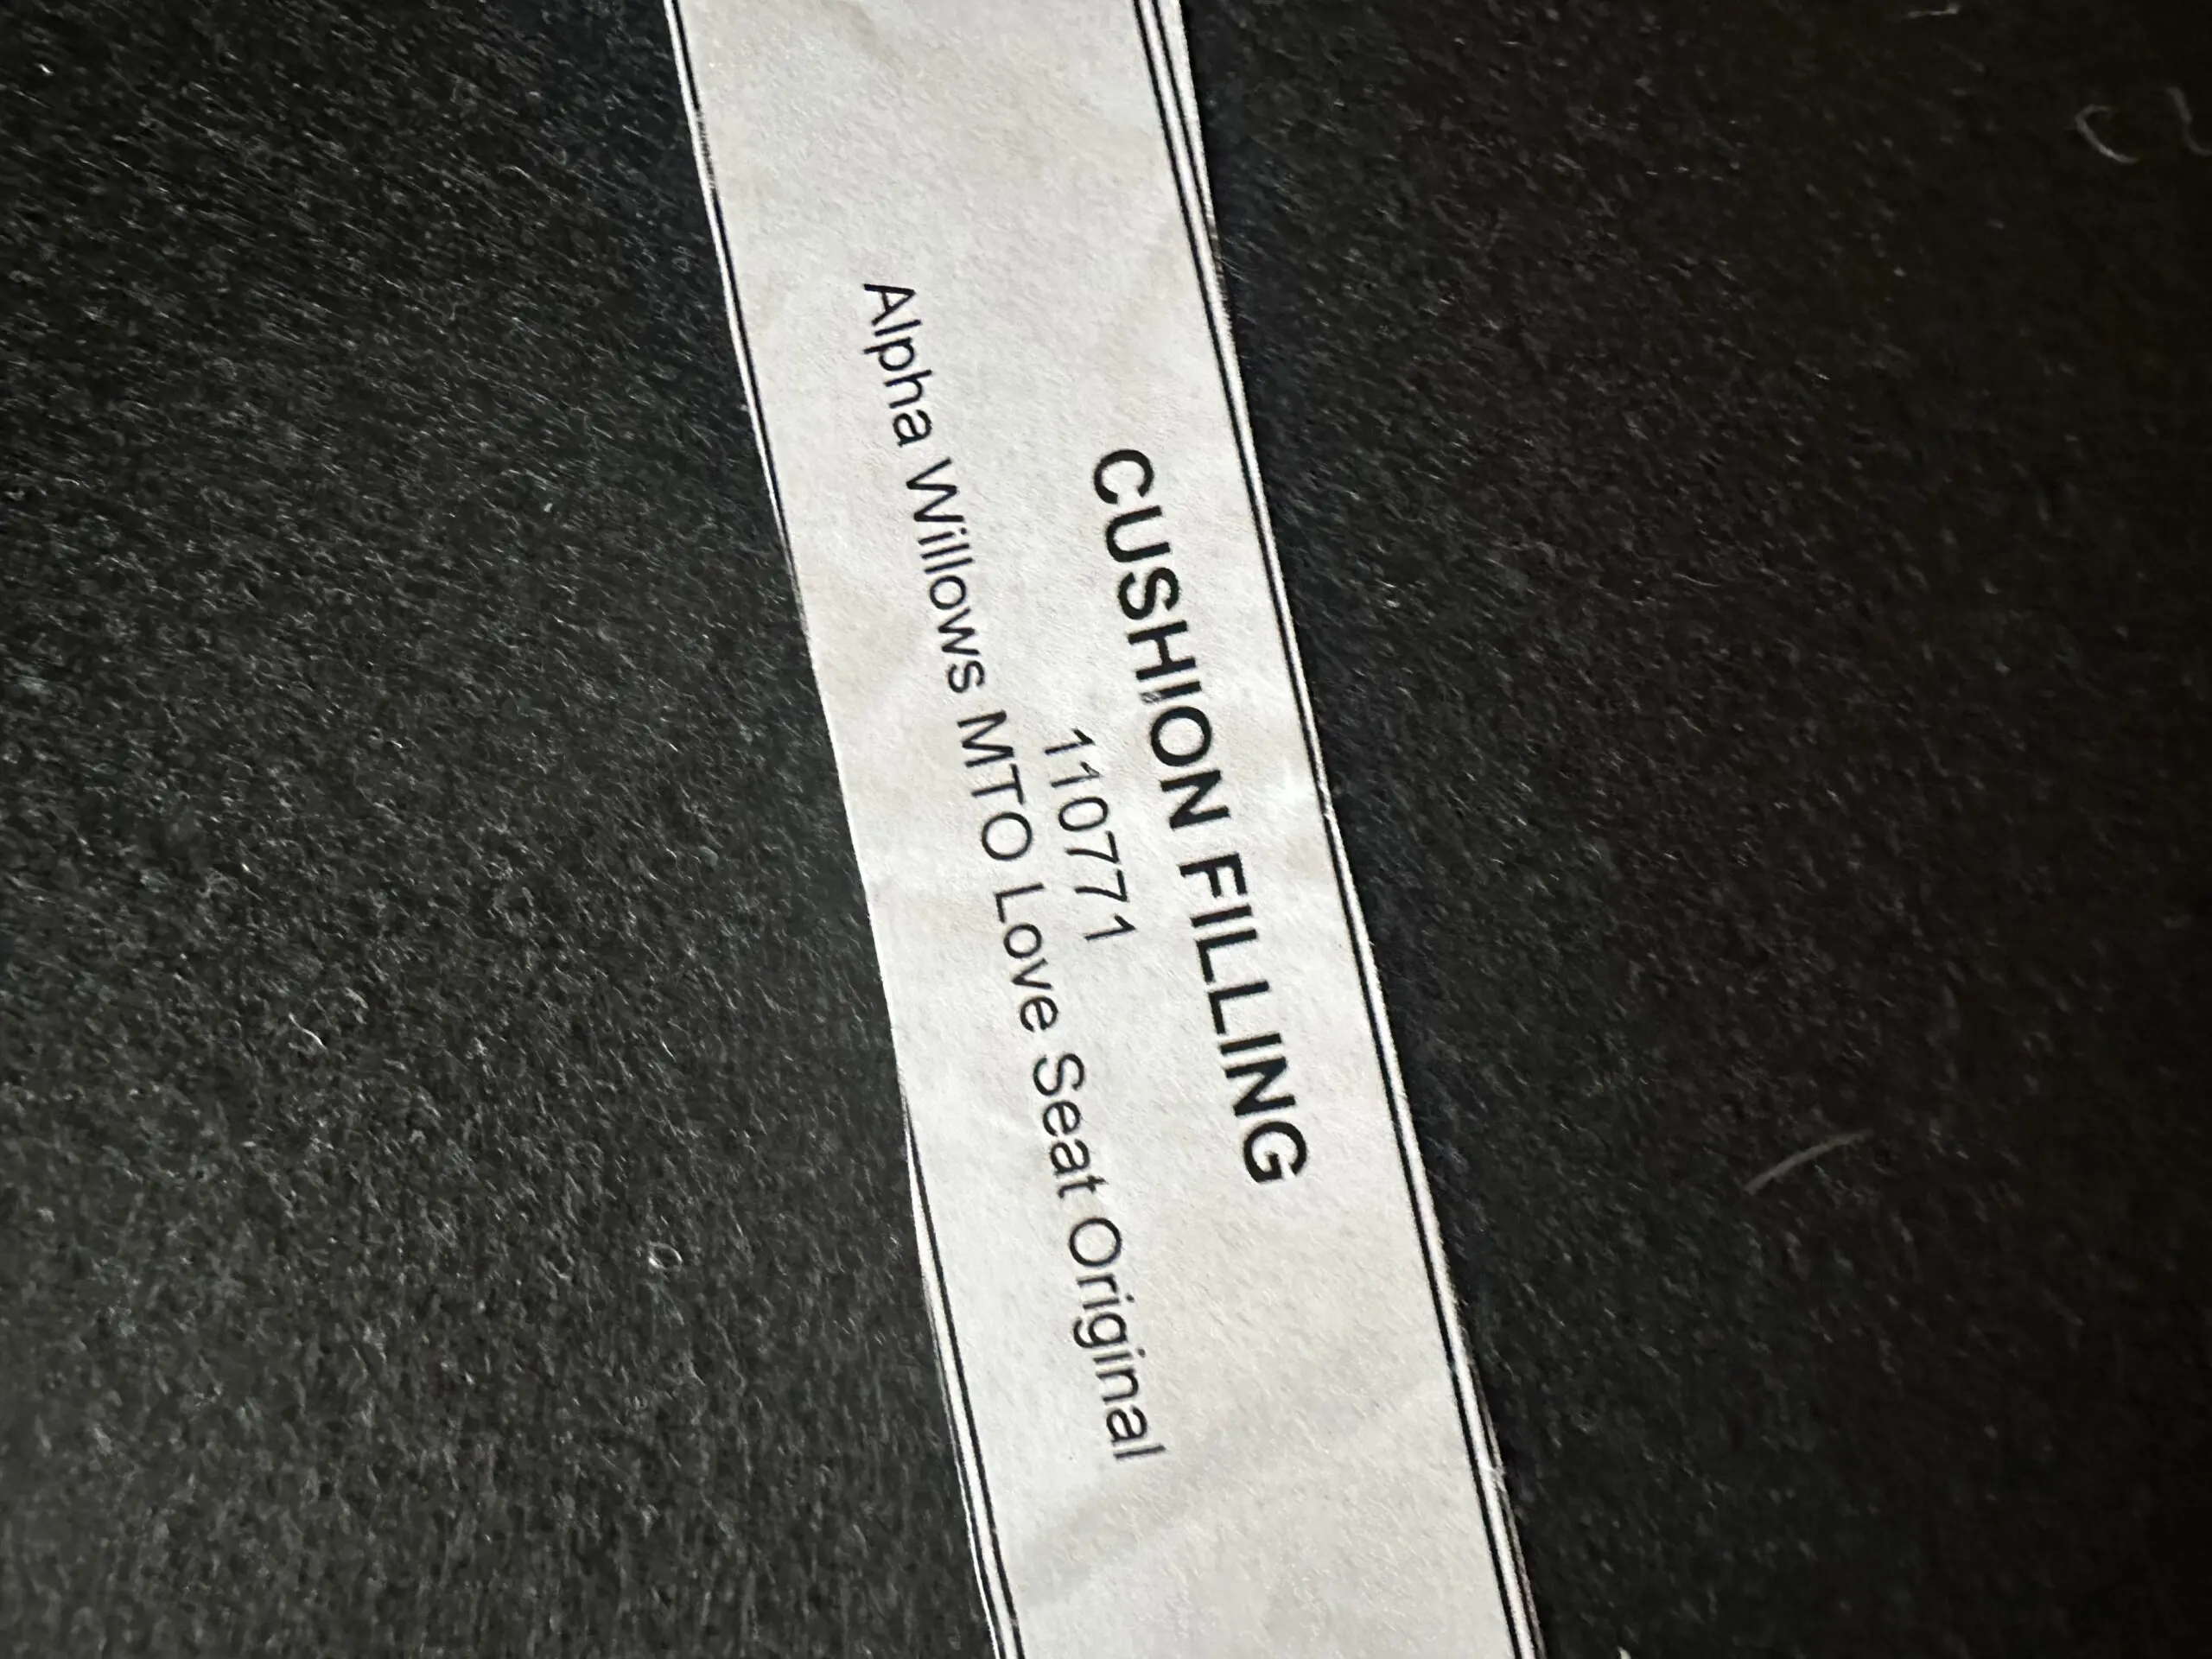 CUSHION FILLING
110771
Alpha Willows MTO Love Seat Original